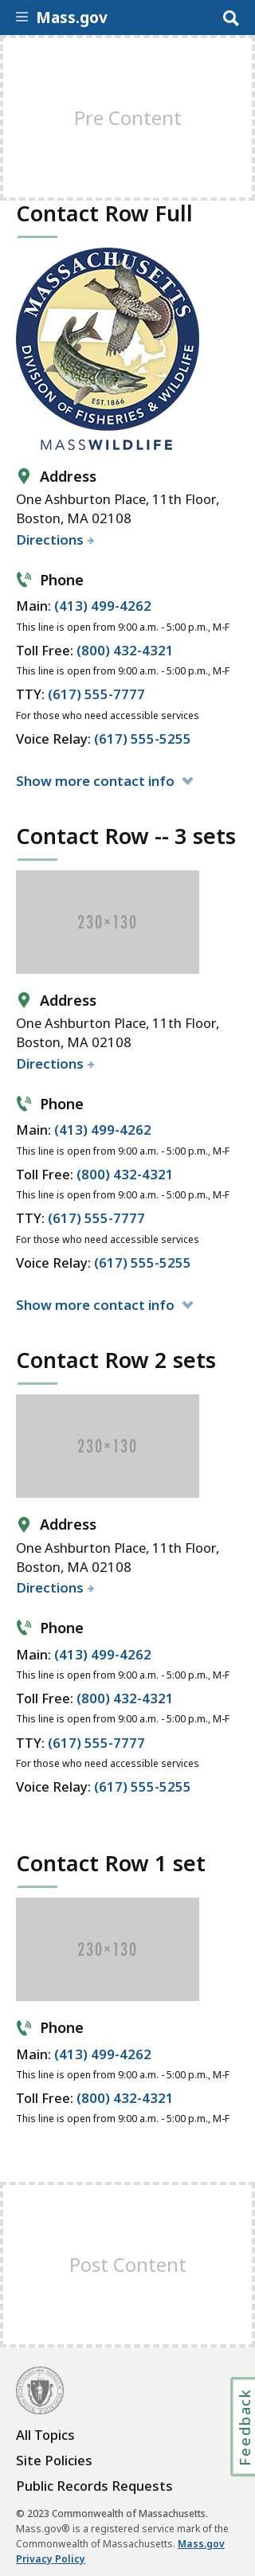 Mass.gov
Pre Content
Contact Row Full
MASSACHUSETTS
DIVISION OF FISHERIES & WILDLIFE
EST.1866
MASSWILDLIFE
Address
One Ashburton Place, 11th Floor,
Boston, MA 02108
Directions
Phone
Main: (413) 499-4262
This line is open from 9:00 a.m. - 5:00 p.m., M-F
Toll Free: (800) 432-4321
This line is open from 9:00 a.m. - 5:00 p.m., M-F
TTY: (617) 555-7777
For those who need accessible services
Voice Relay: (617) 555-5255
Show more contact info
Contact Row -- 3 sets
230×130
Address
One Ashburton Place, 11th Floor,
Boston, MA 02108
Directions
Phone
Main: (413) 499-4262
This line is open from 9:00 a.m. - 5:00 p.m., M-F
Toll Free: (800) 432-4321
This line is open from 9:00 a.m. - 5:00 p.m., M-F
TTY: (617) 555-7777
For those who need accessible services
Voice Relay: (617) 555-5255
Show more contact info
Contact Row 2 sets
230×130
Address
One Ashburton Place, 11th Floor,
Boston, MA 02108
Directions
Phone
Main: (413) 499-4262
This line is open from 9:00 a.m. - 5:00 p.m., M-F
Toll Free: (800) 432-4321
This line is open from 9:00 a.m. - 5:00 p.m., M-F
TTY: (617) 555-7777
For those who need accessible services
Voice Relay: (617) 555-5255
Contact Row 1 set
230×130
Phone
Main: (413) 499-4262
This line is open from 9:00 a.m. - 5:00 p.m., M-F
Toll Free: (800) 432-4321
This line is open from 9:00 a.m. - 5:00 p.m., M-F
Post Content
Feedback
All Topics
Site Policies
Public Records Requests
© 2023 Commonwealth of Massachusetts.
Mass.gov® is a registered service mark of the
Commonwealth of Massachusetts. Mass.gov
Privacy Policy